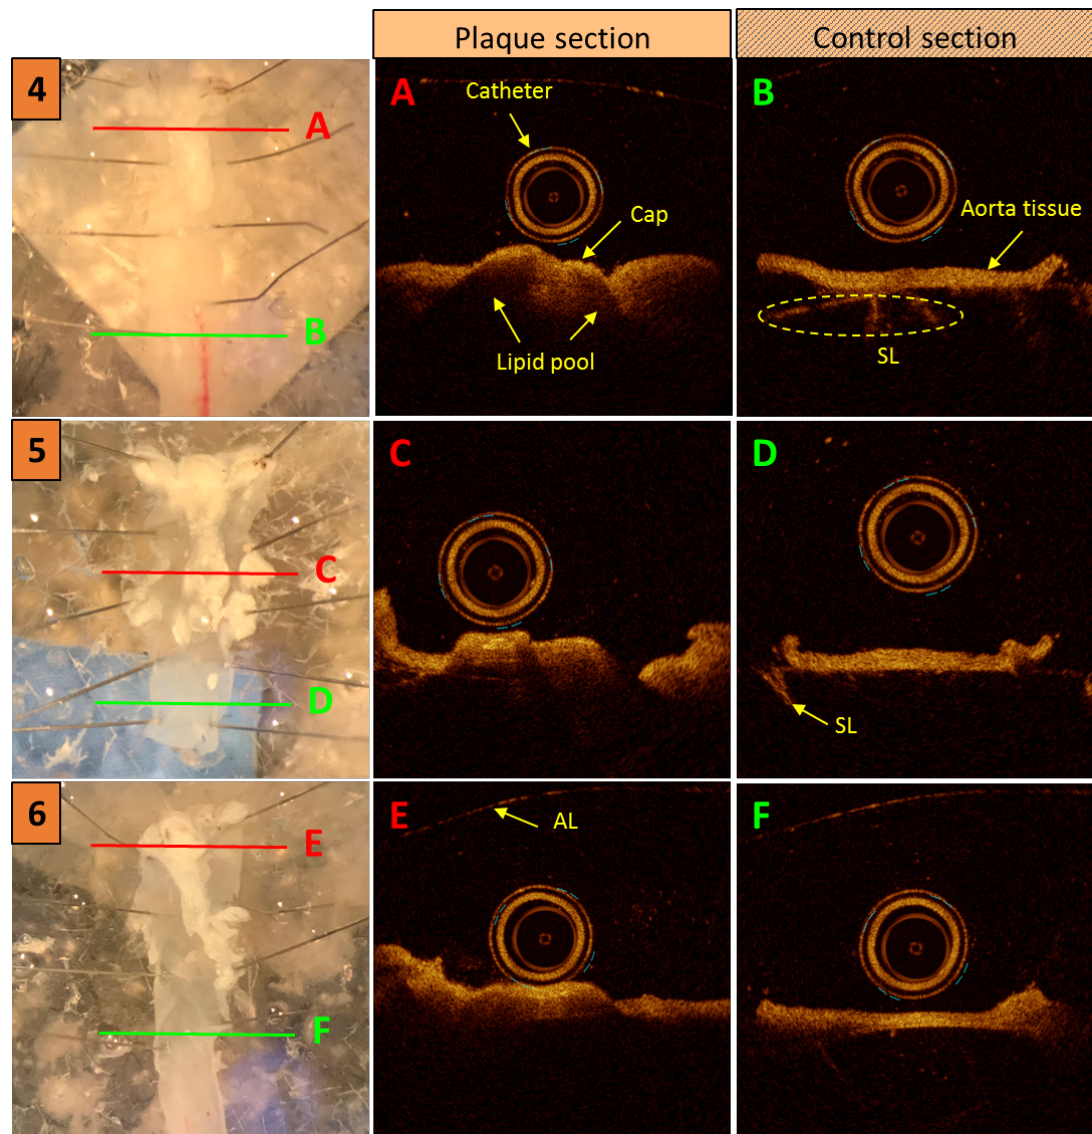 Plaque section
Control section
4
A
B
A
Catheter
Cap
Lipid pool
B
Aorta tissue
SL
5
C
D
C
D
SL
6
E
F
E
AL
F